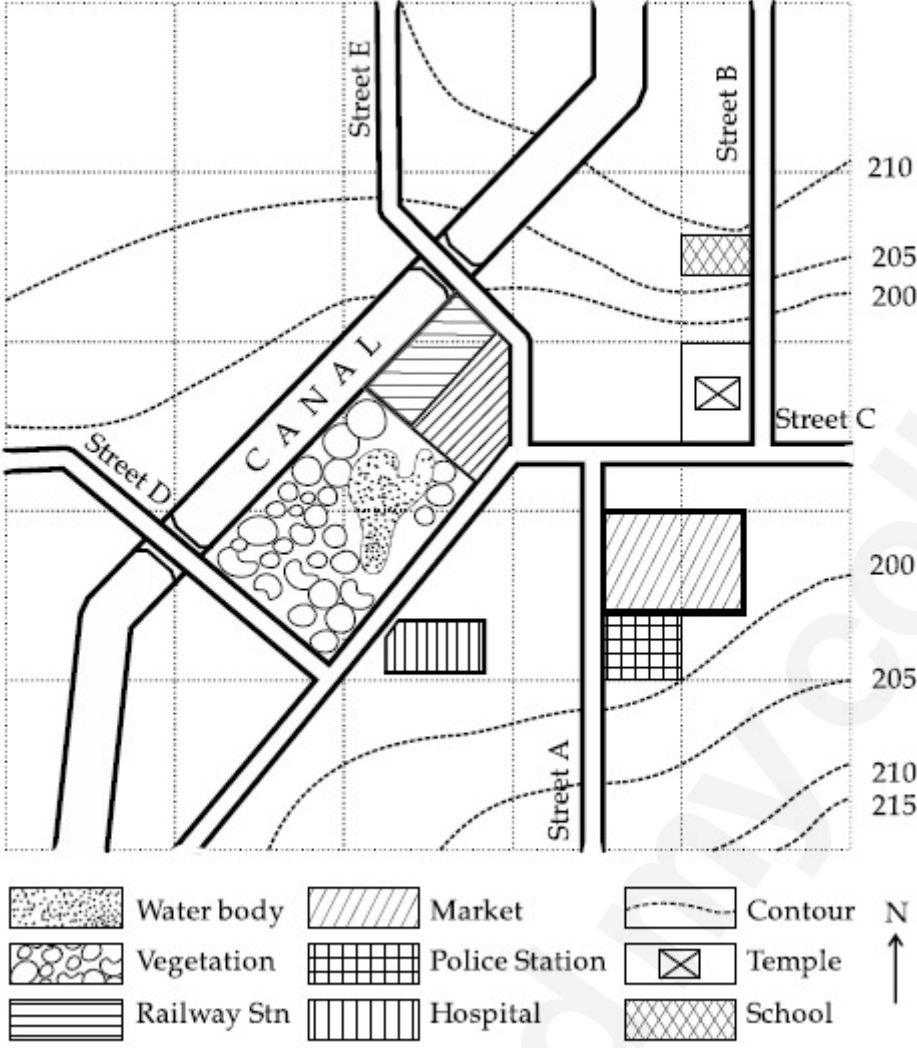 Street E
Street B
210
205
200
CANAL
Street C
Street D
200
205
210
215
Street A
Water body
Market
Contour
N
Vegetation
Police Station
Temple
Railway Stn
Hospital
School